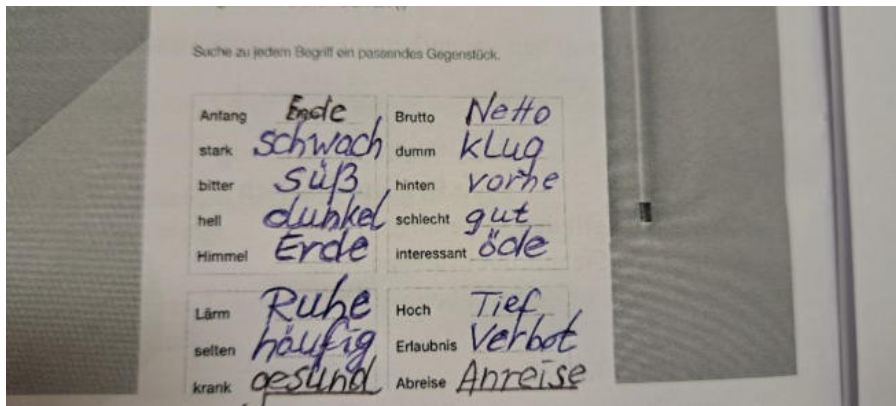 Suche zu jedem Begriff ein passendes Gegenstück.
Anfang Ende
stark schwach
bitter süß
hell dunkel
Himmel Erde
Brutto Netto
dumm kLug
hinten vorne
schlecht gut
interessant öde
Lärm Ruhe
selten häufig
krank gesund
Hoch Tief
Erlaubnis Verbot
Abreise Anreise